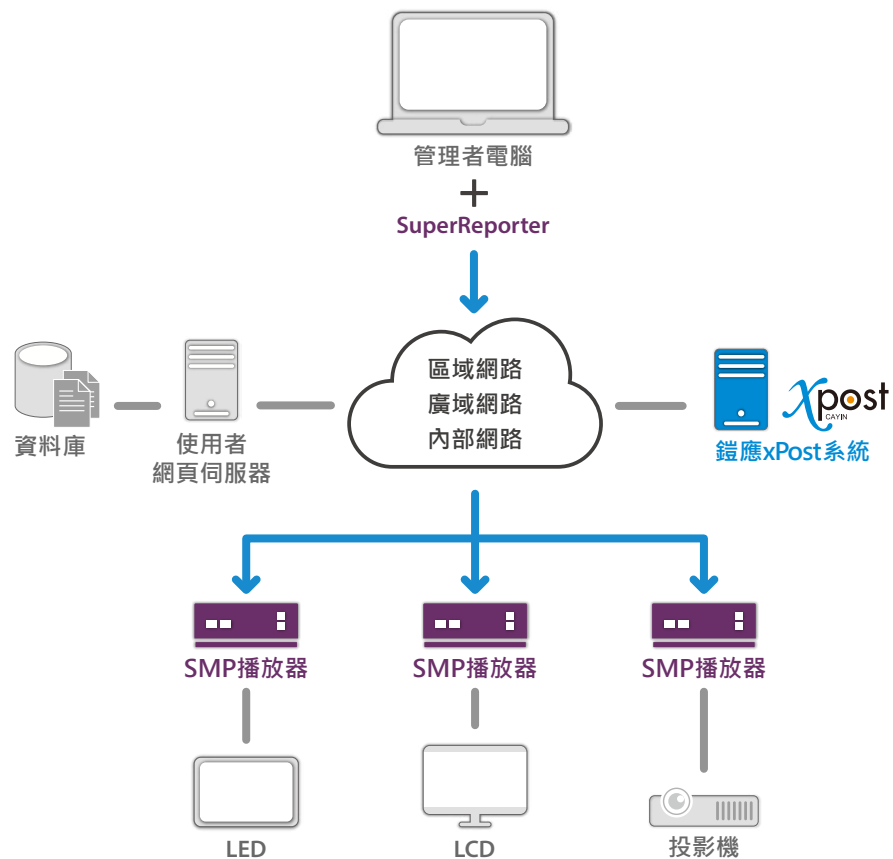 管理者電腦
+
SuperReporter
區域網路
廣域網路
內部網路
資料庫
使用者
網頁伺服器
xpost
CAYIN
鎧應xPost系統
SMP播放器
SMP播放器
SMP播放器
LED
LCD
投影機